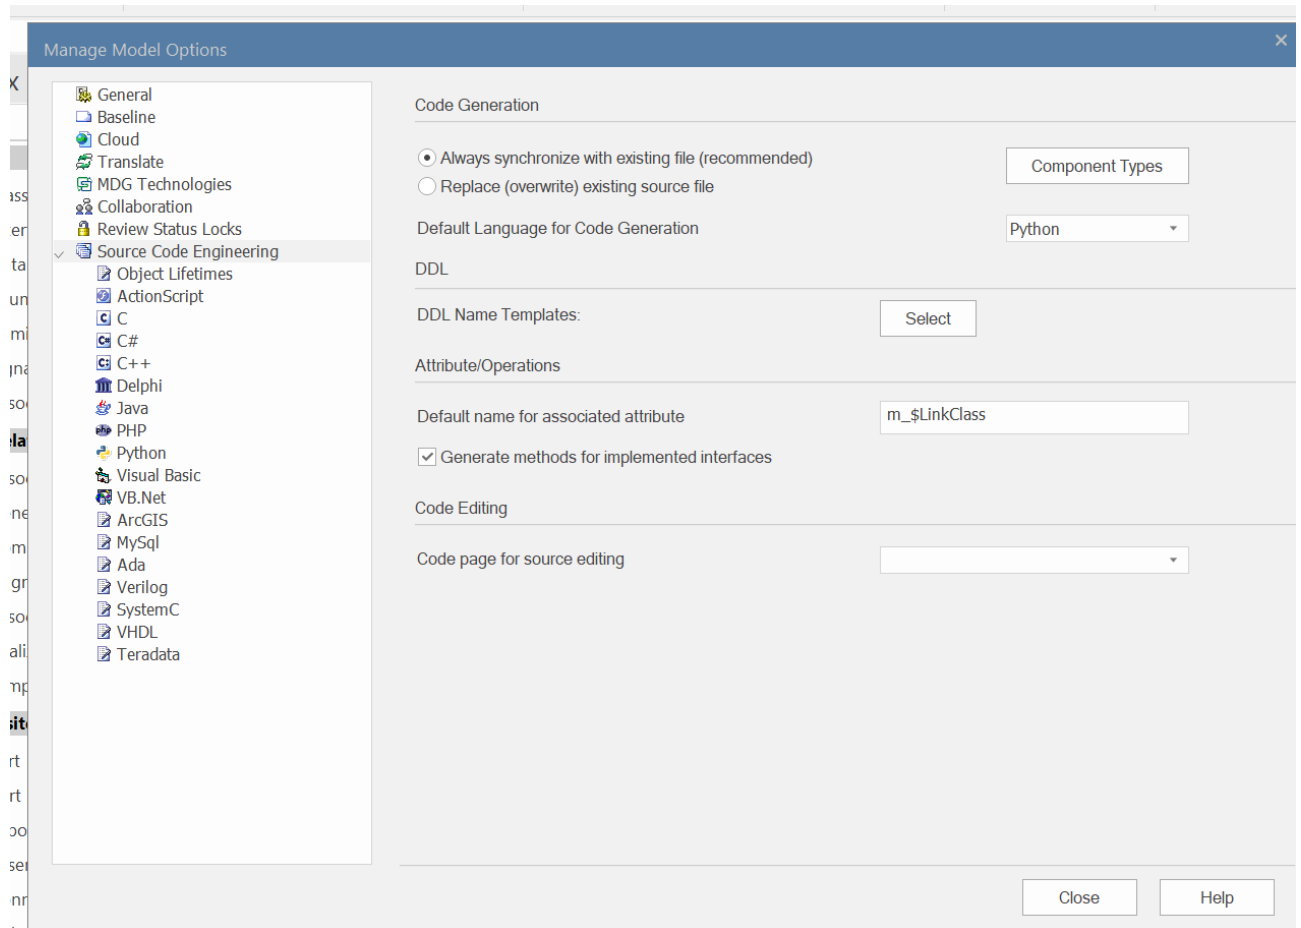 Manage Model Options
General
Baseline
Cloud
Translate
MDG Technologies
Collaboration
Review Status Locks
Source Code Engineering
Object Lifetimes
ActionScript
C
C#
C++
Delphi
Java
PHP
Python
Visual Basic
VB.Net
ArcGIS
MySql
Ada
Verilog
SystemC
VHDL
Teradata
Code Generation
Always synchronize with existing file (recommended)
Component Types
Replace (overwrite) existing source file
Default Language for Code Generation
Python
DDL
DDL Name Templates:
Select
Attribute/Operations
Default name for associated attribute
m_$LinkClass
Generate methods for implemented interfaces
Code Editing
Code page for source editing
Close
Help